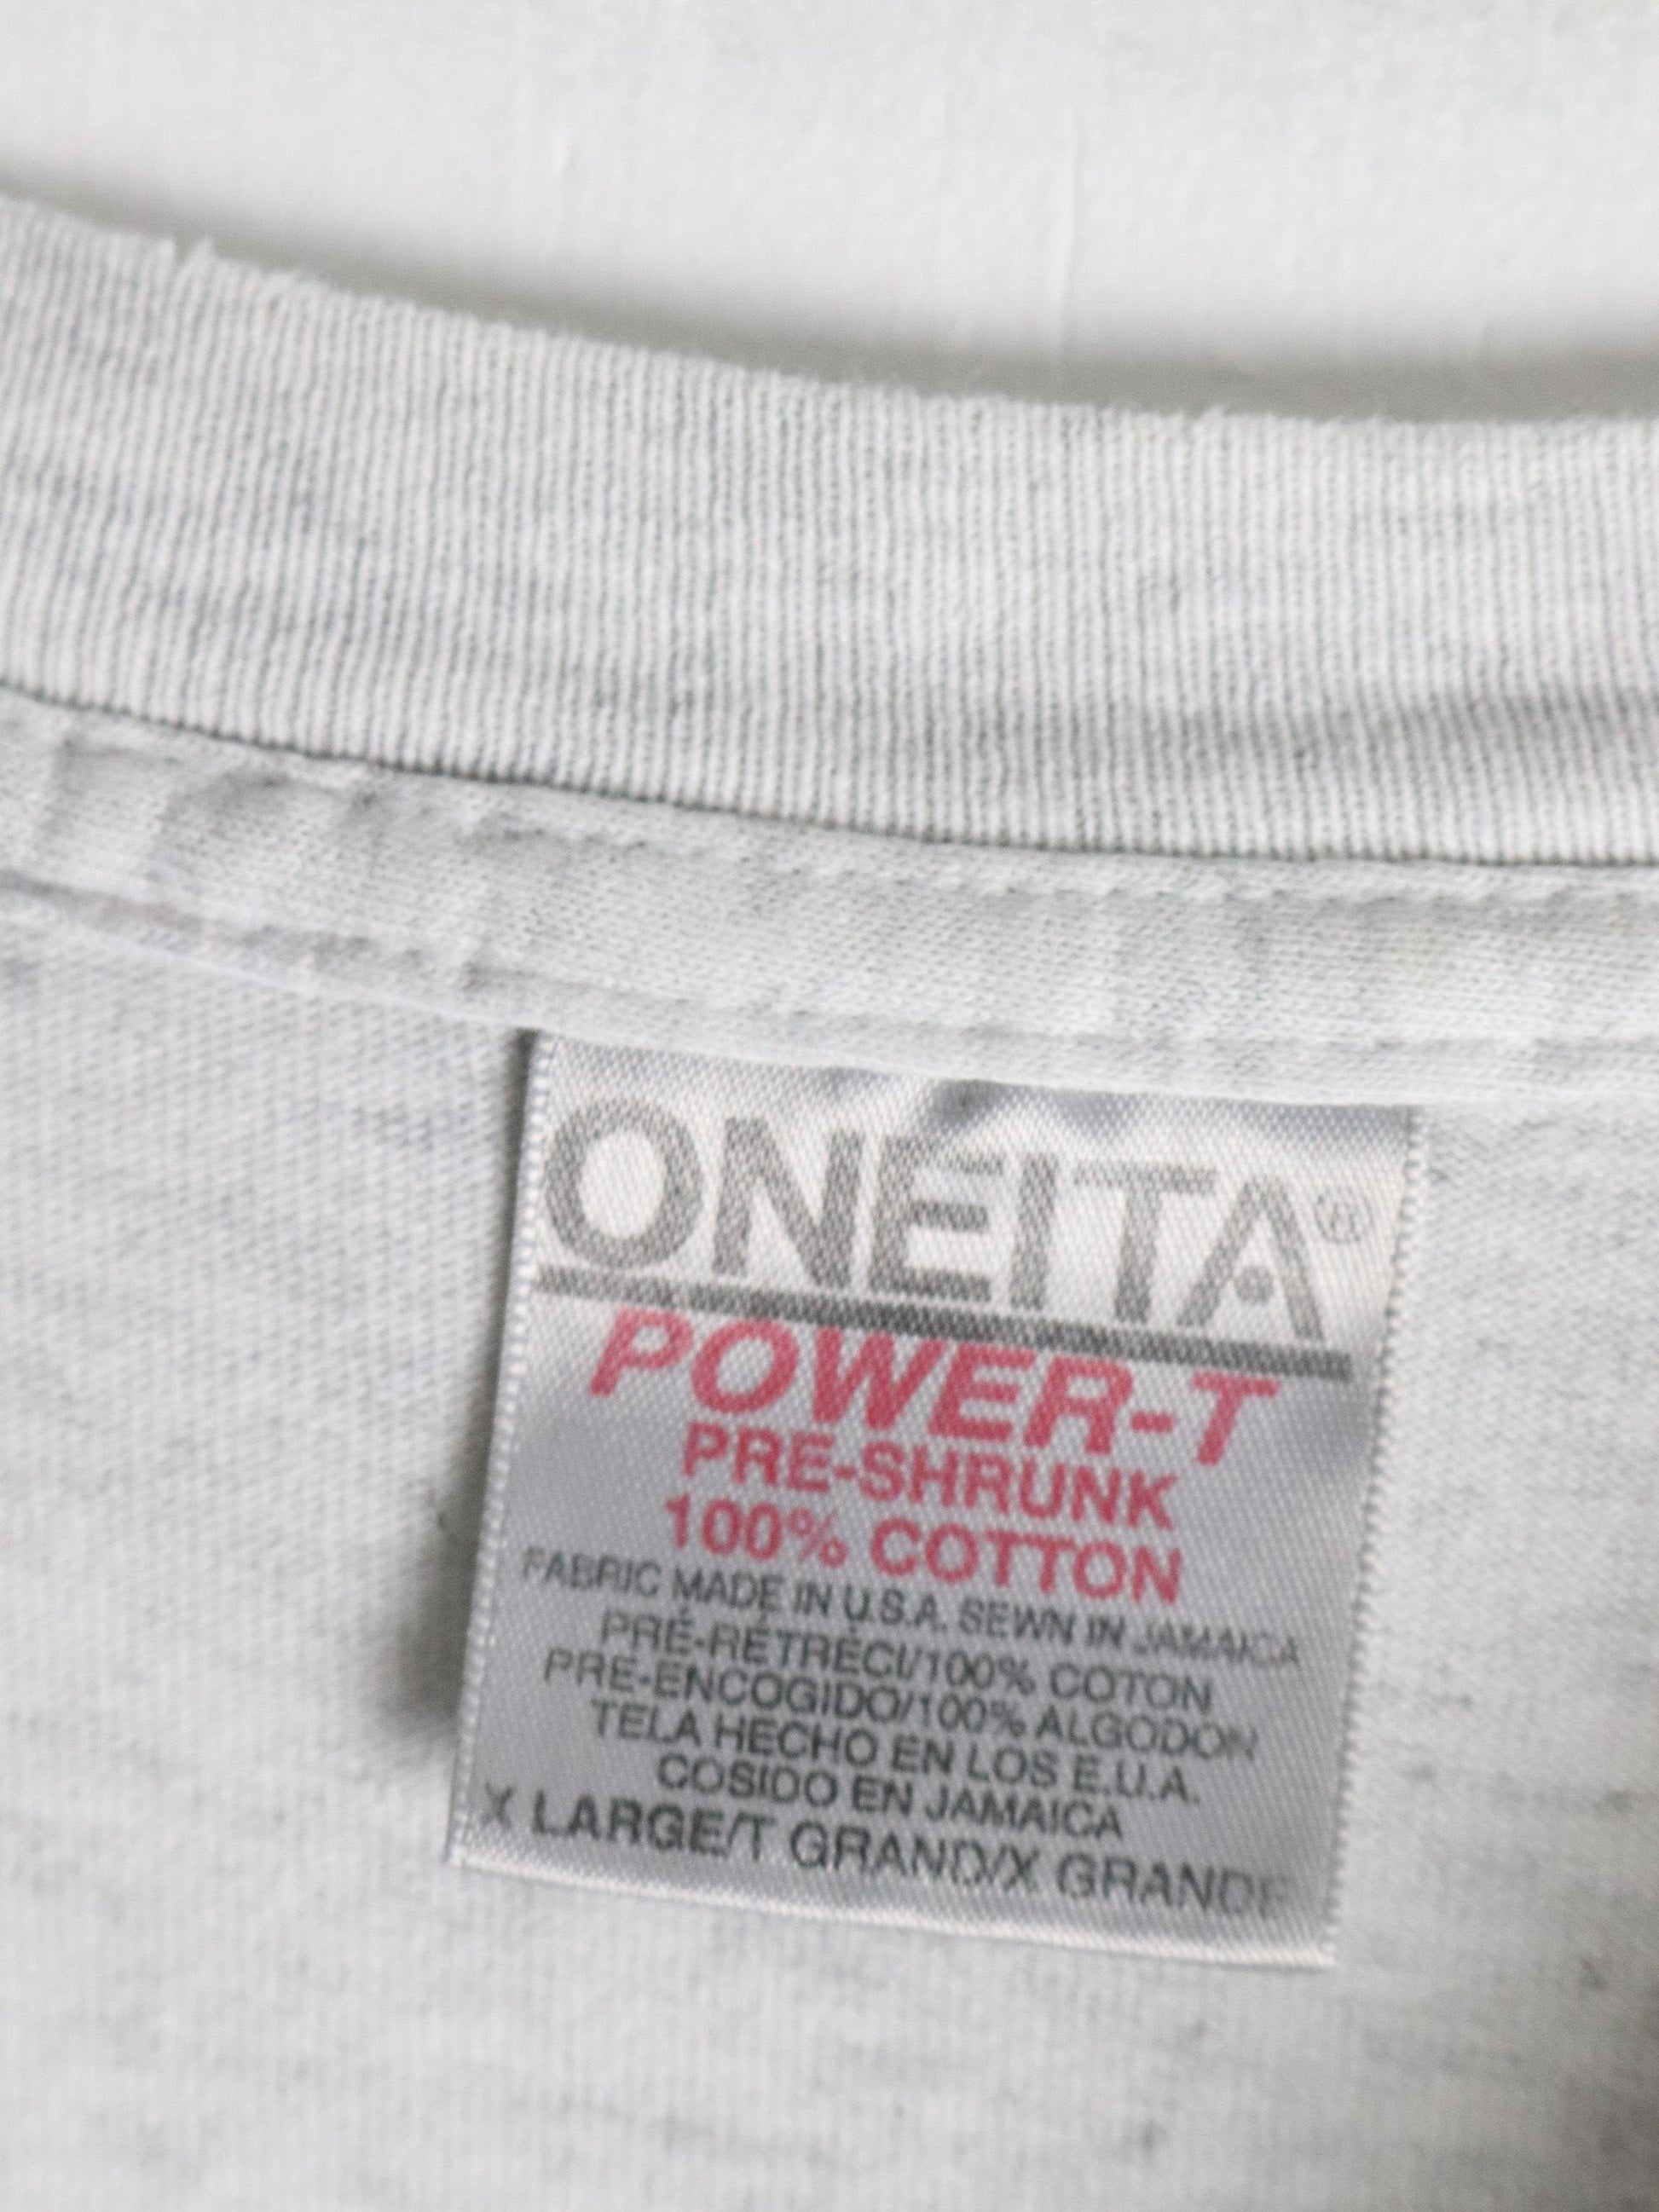 ONEITA®
POWER-T
PRE-SHRUNK
100% COTTON
FABRIC MADE IN U.S.A. SEWN IN JAMAICA
PRÉ-RÉTRÉCI/100% COTON
PRE-ENCOGIDO/100% ALGODON
TELA HECHO EN LOS E.U.A.
COSIDO EN JAMAICA
X LARGE/T GRAND/X GRANDE